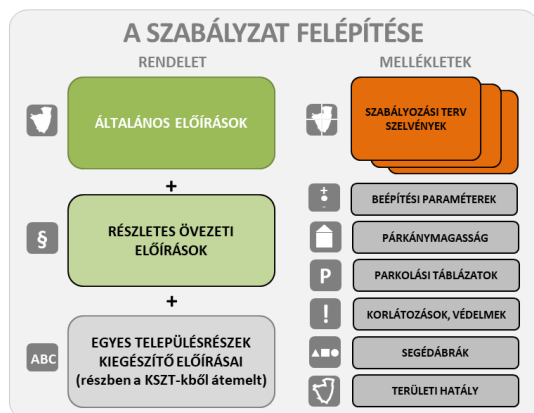 A SZABÁLYZAT FELÉPÍTÉSE
RENDELET
ÁLTALÁNOS ELŐÍRÁSOK
+
§
RÉSZLETES ÖVEZETI
ELŐÍRÁSOK
+
ABC
EGYES TELEPÜLÉSRÉSZEK
KIEGÉSZÍTŐ ELŐÍRÁSAI
(részben a KSZT-kből átemelt)
MELLÉKLETEK
SZABÁLYOZÁSI TERV
SZELVÉNYEK
BEÉPÍTÉSI PARAMÉTEREK
PÁRKÁNYMAGASSÁG
P
PARKOLÁSI TÁBLÁZATOK
!
KORLÁTOZÁSOK, VÉDELMEK
SEGÉDÁBRÁK
TERÜLETI HATÁLY